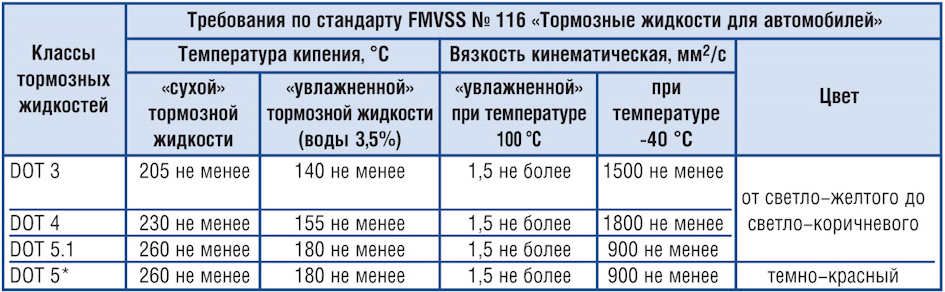 Классы
тормозных
жидкостей
Требования по стандарту FMVSS № 116 «Тормозные жидкости для автомобилей»
Температура кипения, °С
Вязкость кинематическая, мм2/с
Цвет
«сухой»
тормозной
жидкости
«увлажненной»
тормозной жидкости
(воды 3,5%)
«увлажненной»
при температуре
100 °С
при
температуре
-40 °С
DOT 3
205 не менее
140 не менее
1,5 не более
1500 не менее
от светло–желтого до
светло–коричневого
DOT 4
230 не менее
155 не менее
1,5 не более
1800 не менее
DOT 5.1
260 не менее
180 не менее
1,5 не более
900 не менее
DOT 5*
260 не менее
180 не менее
1,5 не более
900 не менее
темно–красный